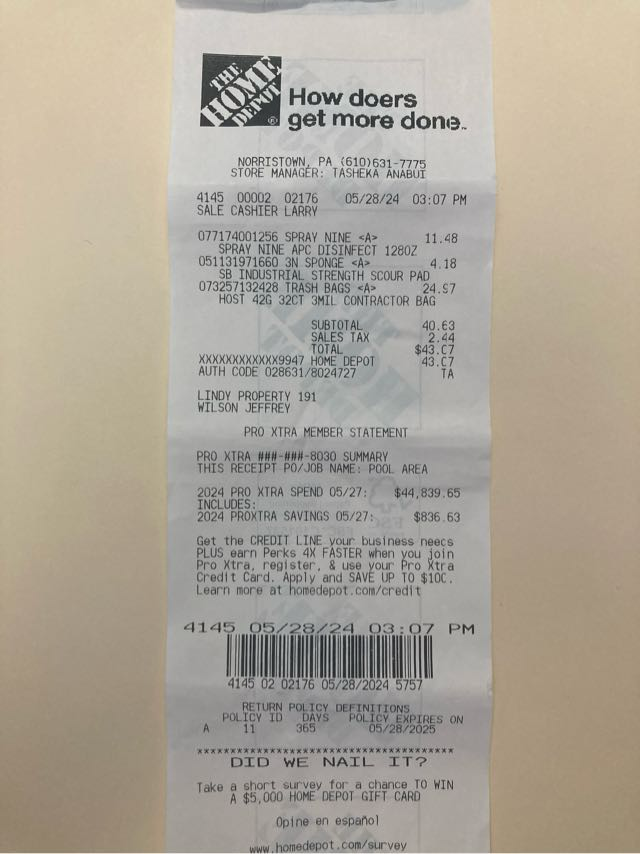 THE
HOME
DEPOT
®
How doers
get more done™
NORRISTOWN, PA (610)631-7775
STORE MANAGER: TASHEKA ANABUI
4145 00002 02176 05/28/24 03:07 PM
SALE CASHIER LARRY
077174001256 SPRAY NINE <A> 11.48
SPRAY NINE APC DISINFECT 128OZ
051131971660 3N SPONGE <A> 4.18
SB INDUSTRIAL STRENGTH SCOUR PAD
073257132428 TRASH BAGS <A> 24.97
HOST 42G 32CT 3MIL CONTRACTOR BAG
SUBTOTAL 40.63
SALES TAX 2.44
TOTAL $43.07
XXXXXXXXXXXX9947 HOME DEPOT 43.07
AUTH CODE 028631/8024727 TA
LINDY PROPERTY 191
WILSON JEFFREY
PRO XTRA MEMBER STATEMENT
PRO XTRA ###-###-8030 SUMMARY
THIS RECEIPT PO/JOB NAME: POOL AREA
2024 PRO XTRA SPEND 05/27: $44,839.65
INCLUDES:
2024 PROXTRA SAVINGS 05/27: $836.63
Get the CREDIT LINE your business needs
PLUS earn Perks 4X FASTER when you join
Pro Xtra, register, & use your Pro Xtra
Credit Card. Apply and SAVE UP TO $100.
Learn more at homedepot.com/credit
4145 05/28/24 03:07 PM
4145 02 02176 05/28/2024 5757
RETURN POLICY DEFINITIONS
POLICY ID DAYS POLICY EXPIRES ON
A 11 365 05/28/2025
****************************************
DID WE NAIL IT?
Take a short survey for a chance TO WIN
A $5,000 HOME DEPOT GIFT CARD
Opine en español
www.homedepot.com/survey